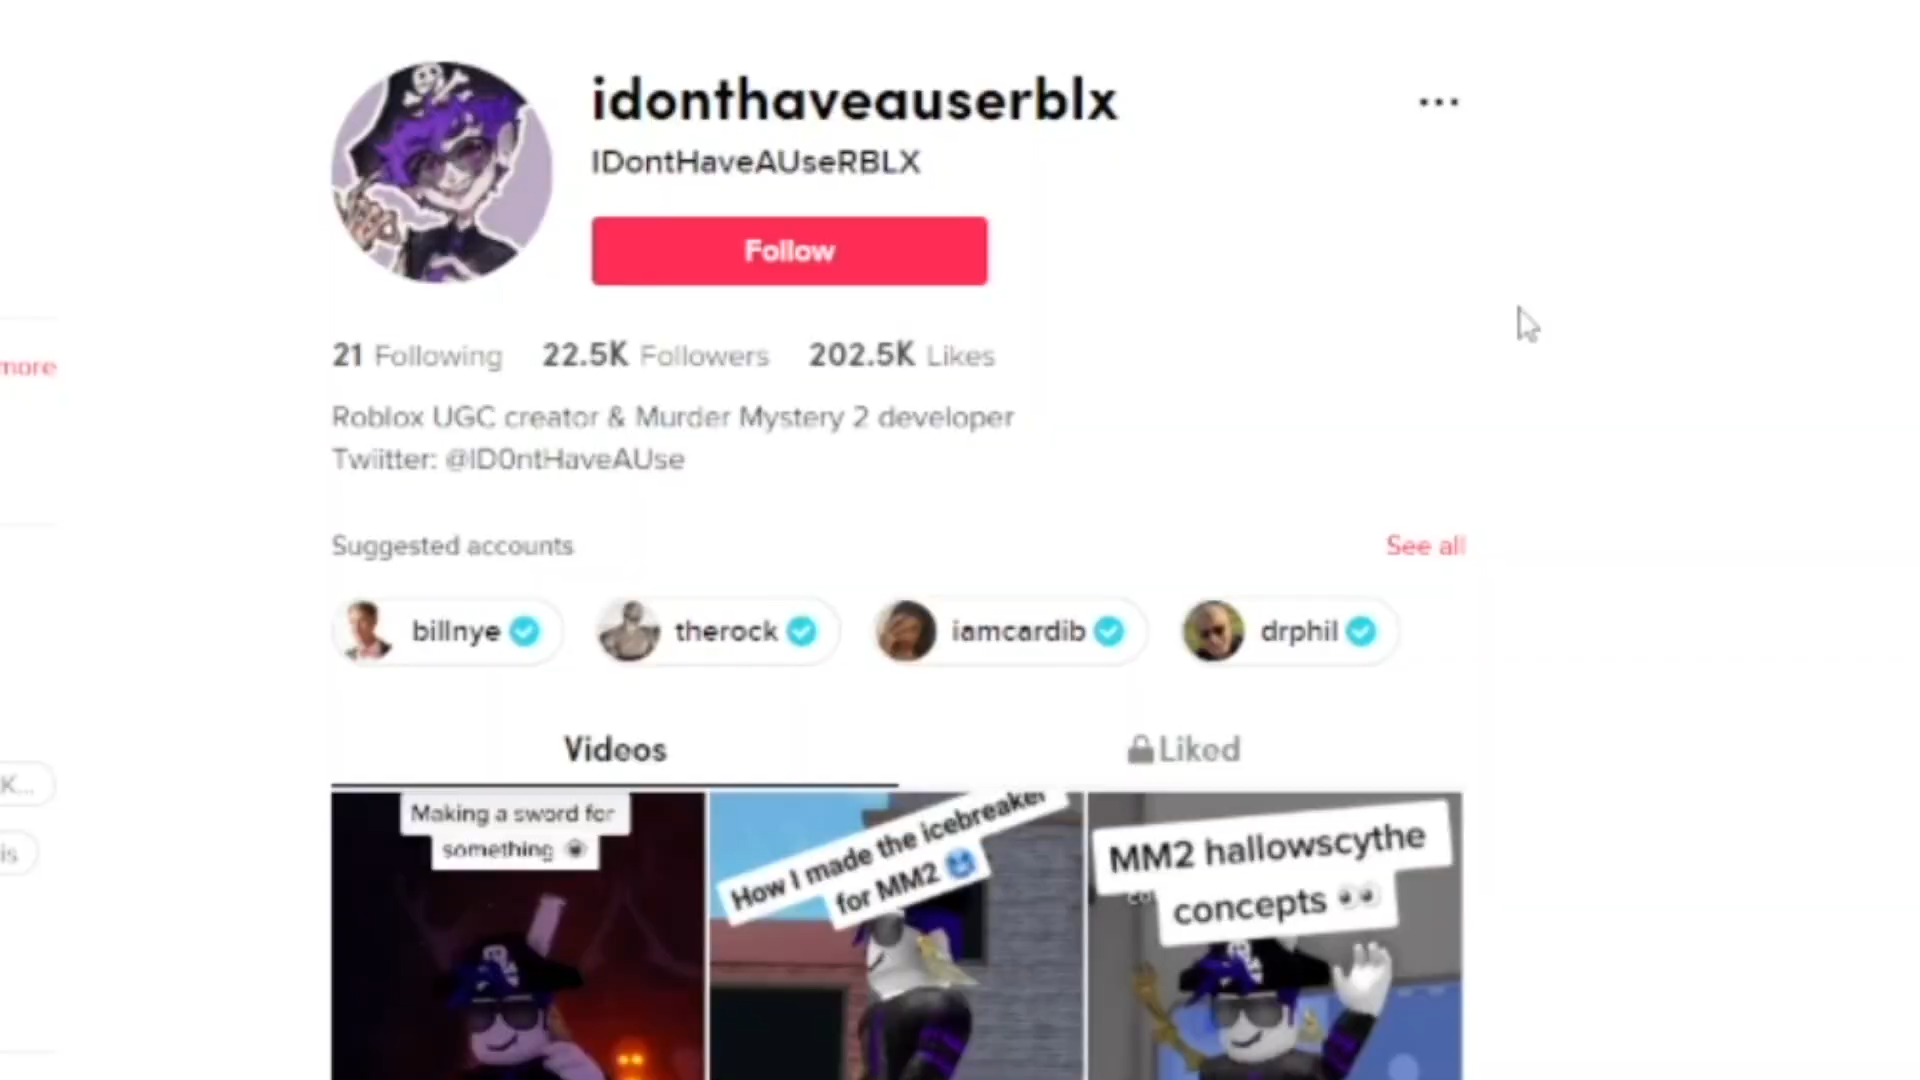 idonthaveauserblx
IDontHaveAUseRBLX
Follow
more
21 Following 22.5K Followers 202.5K Likes
Roblox UGC creator & Murder Mystery 2 developer
Twiitter: @ID0ntHaveAUse
Suggested accounts
See all
billnye
therock
iamcardib
drphil
Videos
Liked
K...
is
Making a sword for
something
How I made the icebreaker
for MM2
MM2 hallowscythe
concepts 👀